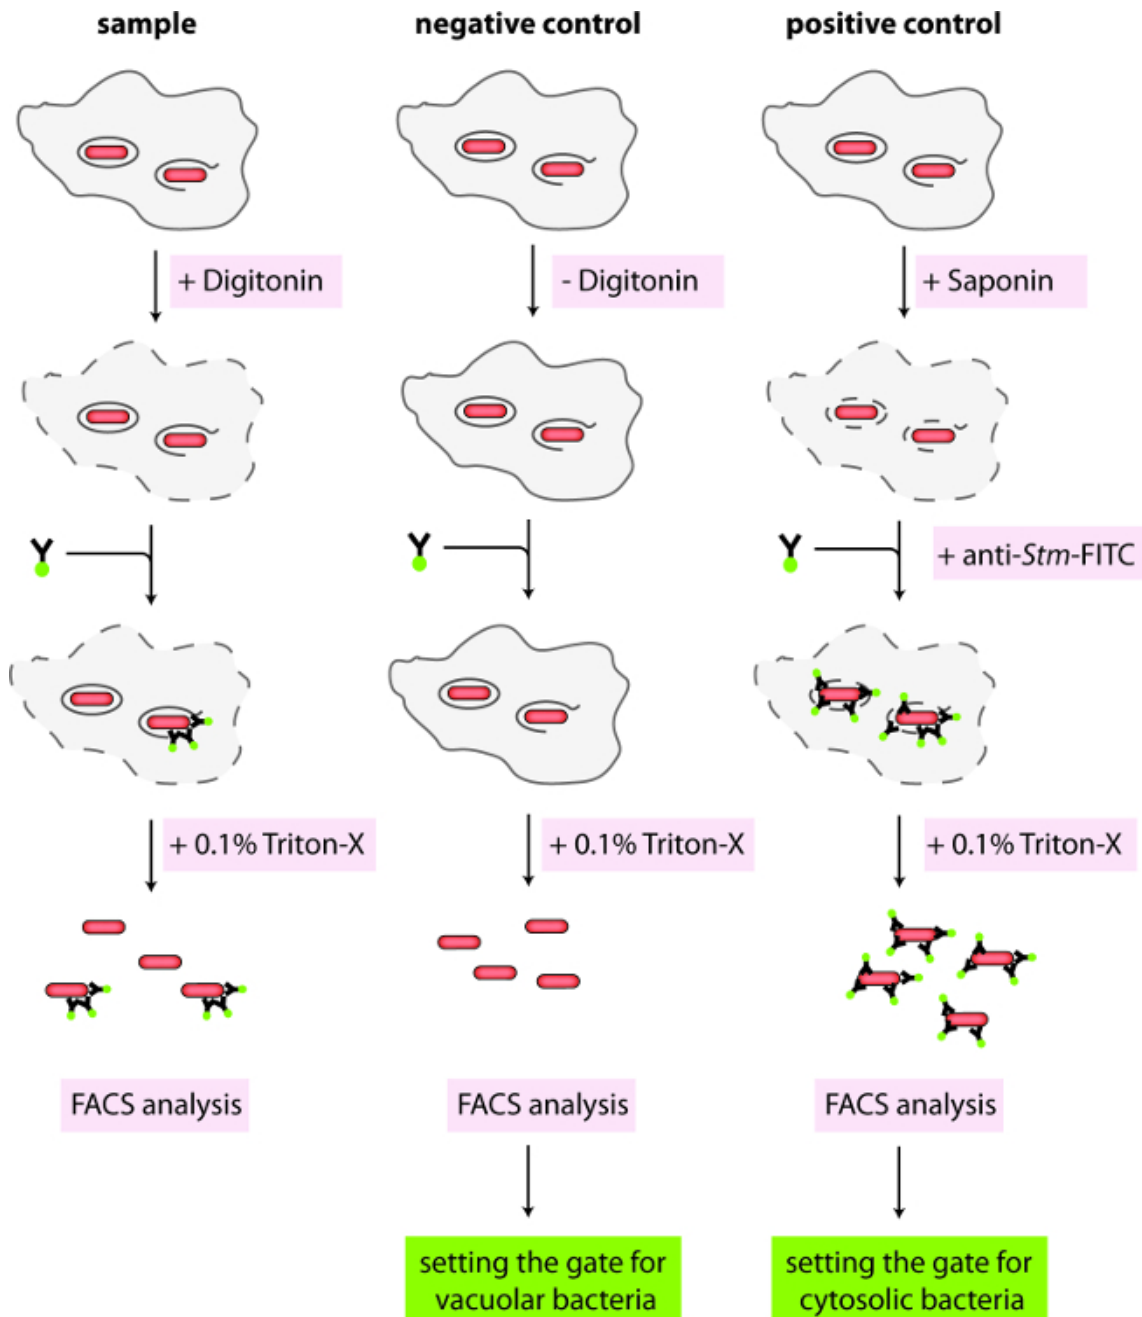 sample
negative control
positive control
+ Digitonin
- Digitonin
+ Saponin
+ anti-Stm-FITC
+ 0.1% Triton-X
+ 0.1% Triton-X
+ 0.1% Triton-X
FACS analysis
FACS analysis
FACS analysis
setting the gate for
vacuolar bacteria
setting the gate for
cytosolic bacteria